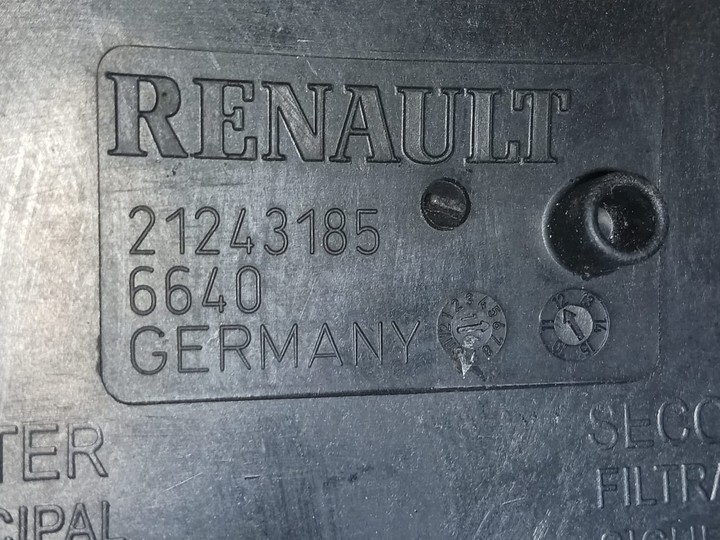 RENAULT
21243185
6640
GERMANY
TER
CIPAL
SECO
FILTRA